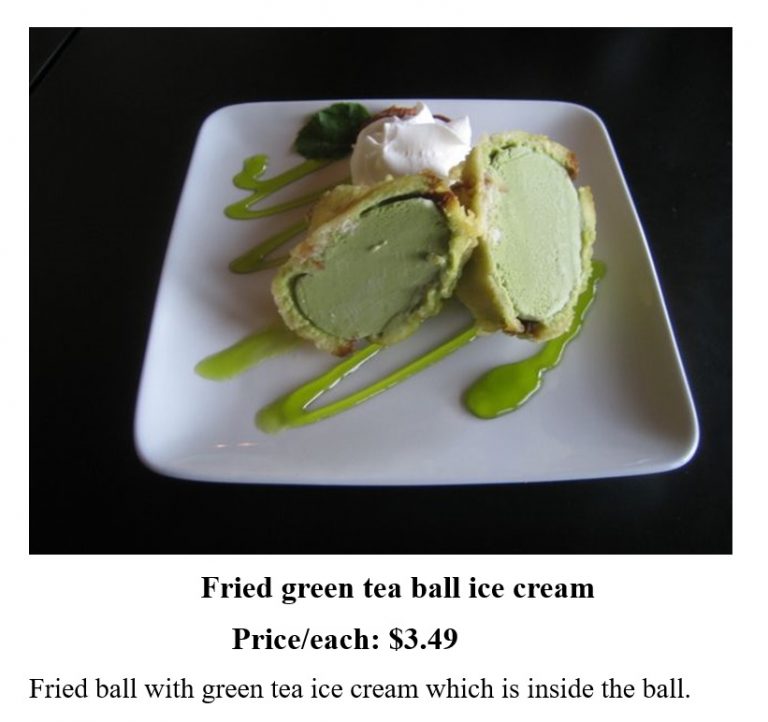 Fried green tea ball ice cream
Price/each: $3.49
Fried ball with green tea ice cream which is inside the ball.